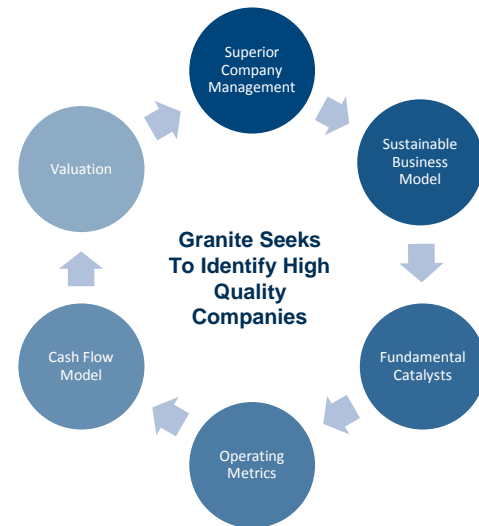 Superior
Company
Management
Sustainable
Business
Model
Fundamental
Catalysts
Operating
Metrics
Cash Flow
Model
Valuation
Granite Seeks
To Identify High
Quality
Companies